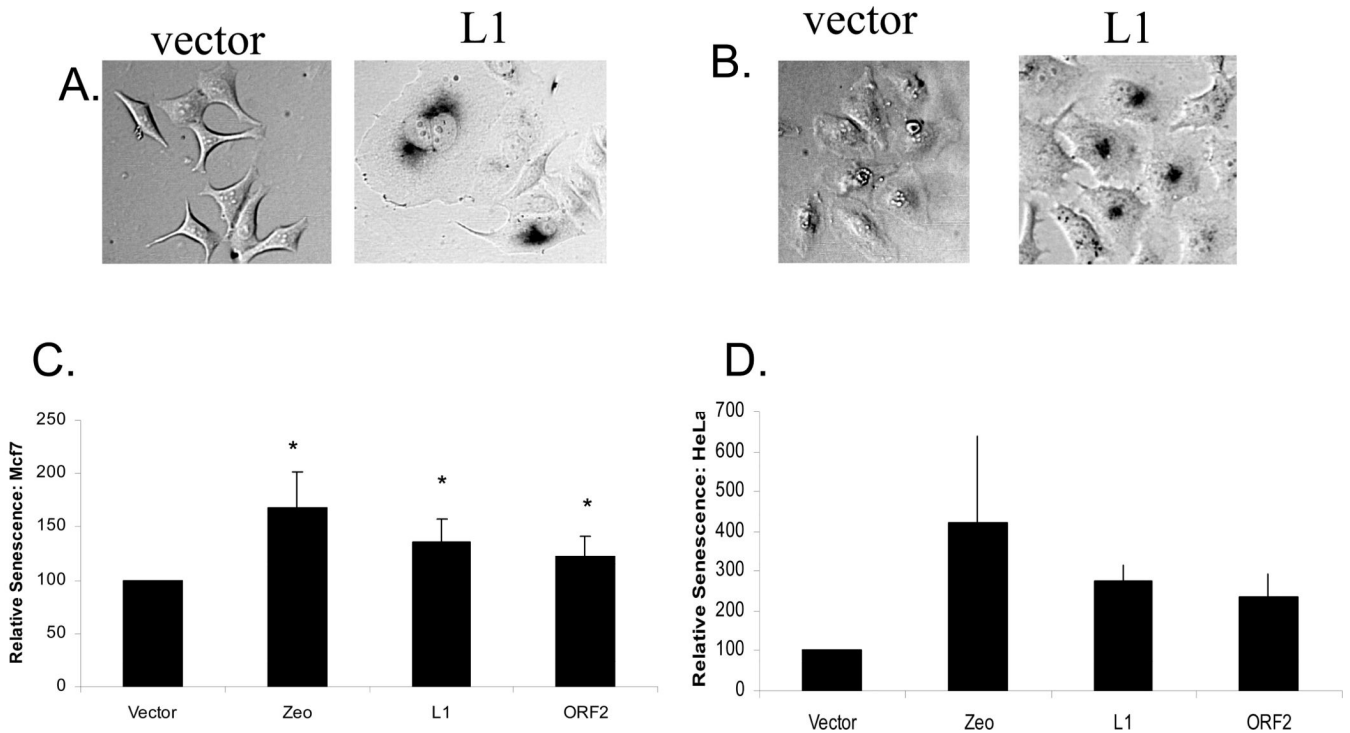 vector
L1
vector
L1
A.
B.
C.
D.
Relative Senescence: Mcf7
250
200
150
100
50
0
*
*
*
Vector
Zeo
L1
ORF2
Relative Senescence: HeLa
700
600
500
400
300
200
100
0
Vector
Zeo
L1
ORF2